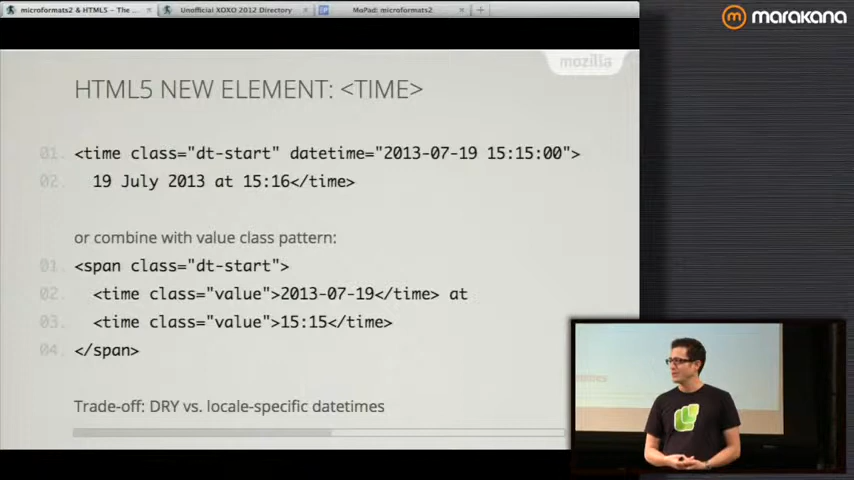 microformats2 & HTML5 – The ...
Unofficial XOXO 2012 Directory
MoPad: microformats2
marakana
mozilla
HTML5 NEW ELEMENT: <TIME>
01. <time class="dt-start" datetime="2013-07-19 15:15:00">
02. 19 July 2013 at 15:16</time>
or combine with value class pattern:
01. <span class="dt-start">
02. <time class="value">2013-07-19</time> at
03. <time class="value">15:15</time>
04. </span>
Trade-off: DRY vs. locale-specific datetimes